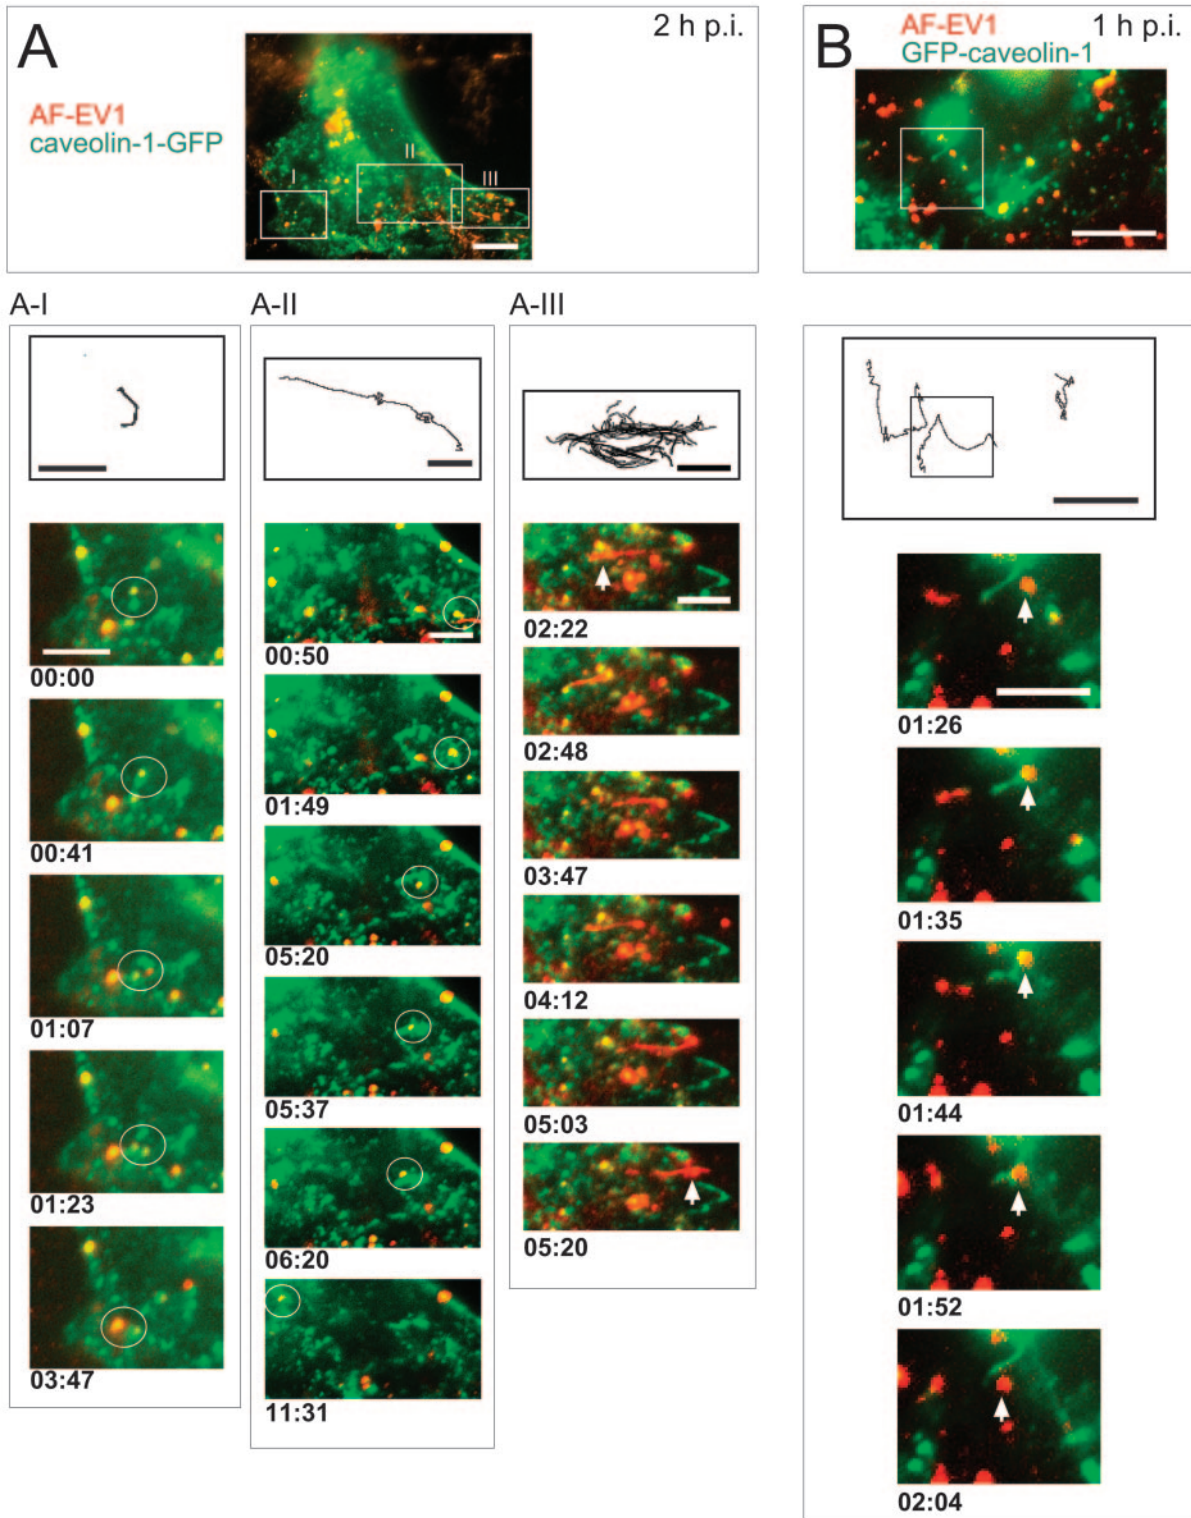 A
2 h p.i.
AF-EV1
caveolin-1-GFP
I
II
III
B
AF-EV1
1 h p.i.
GFP-caveolin-1
A-I
00:00
00:41
01:07
01:23
03:47
A-II
00:50
01:49
05:20
05:37
06:20
11:31
A-III
02:22
02:48
03:47
04:12
05:03
05:20
01:26
01:35
01:44
01:52
02:04